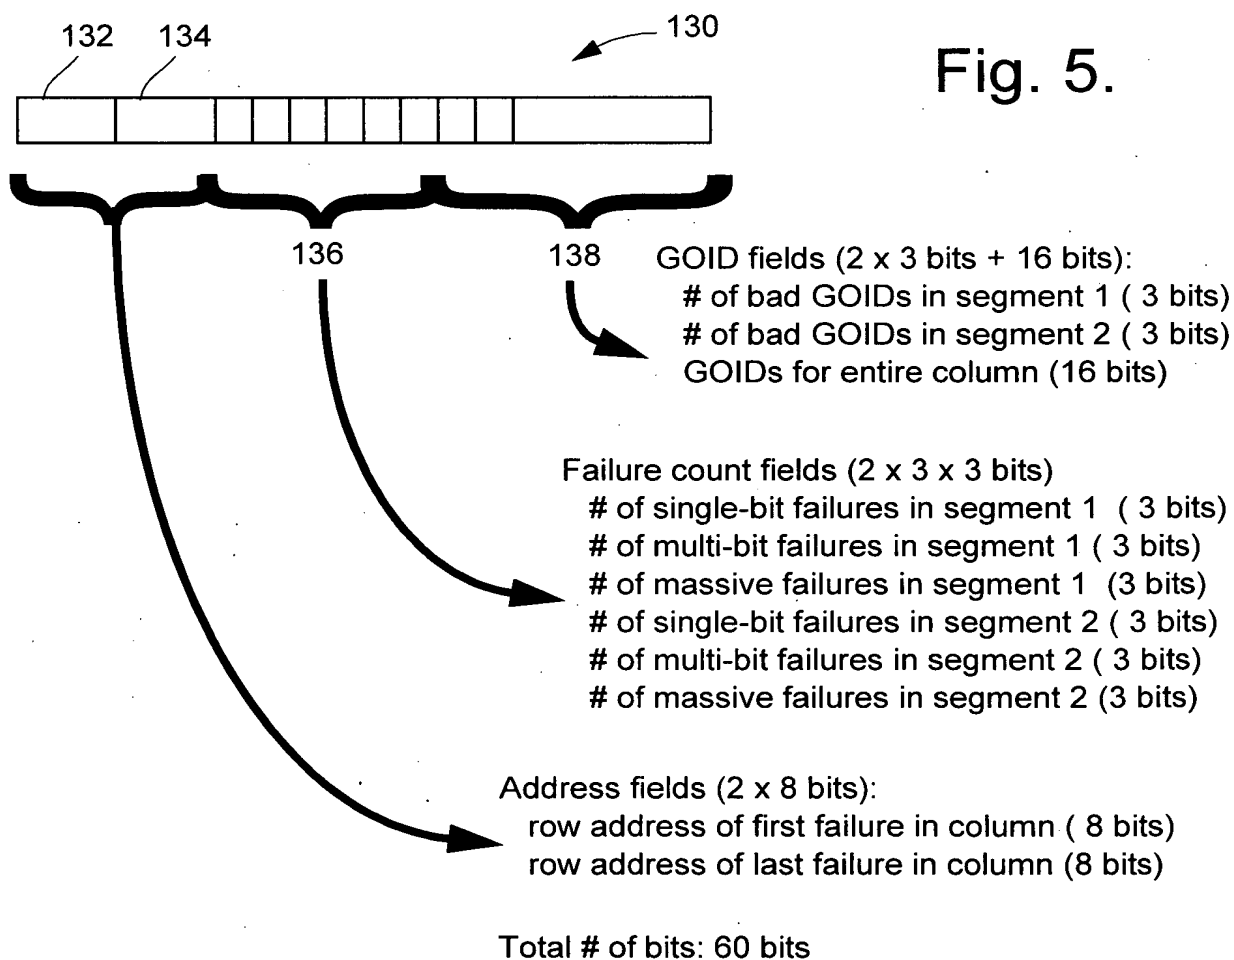 132
134
130
Fig. 5.
136
138
GOID fields (2 x 3 bits + 16 bits):
# of bad GOIDs in segment 1 ( 3 bits)
# of bad GOIDs in segment 2 ( 3 bits)
GOIDs for entire column (16 bits)
Failure count fields (2 x 3 x 3 bits)
# of single-bit failures in segment 1 ( 3 bits)
# of multi-bit failures in segment 1 ( 3 bits)
# of massive failures in segment 1 (3 bits)
# of single-bit failures in segment 2 ( 3 bits)
# of multi-bit failures in segment 2 ( 3 bits)
# of massive failures in segment 2 (3 bits)
Address fields (2 x 8 bits):
row address of first failure in column ( 8 bits)
row address of last failure in column (8 bits)
Total # of bits: 60 bits